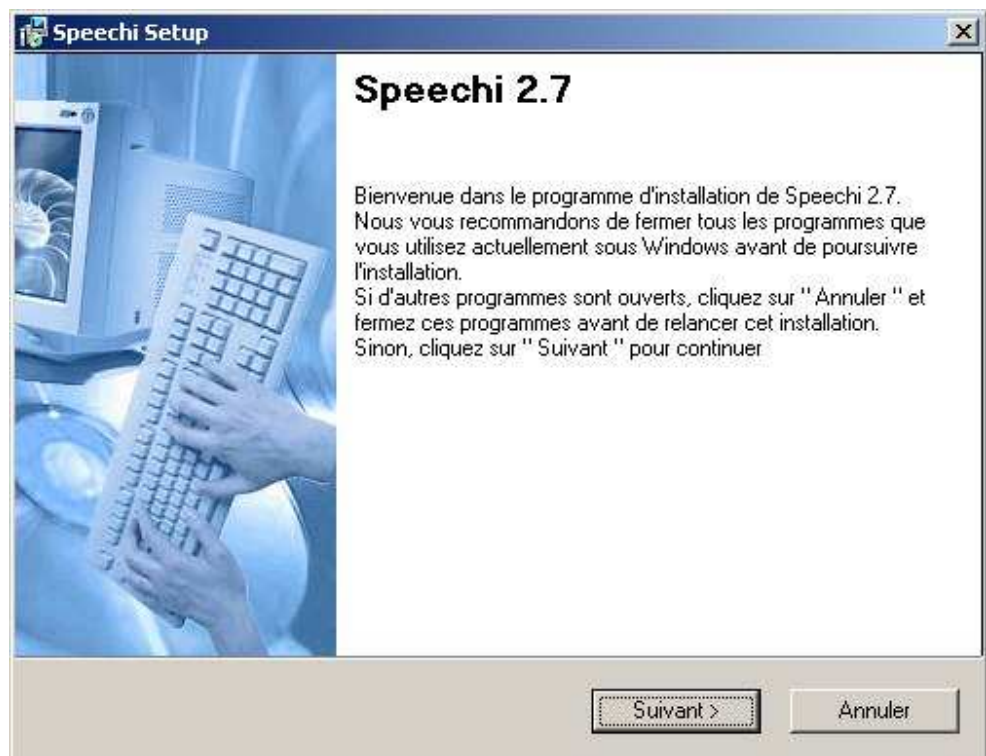 Speechi Setup
Speechi 2.7
Bienvenue dans le programme d'installation de Speechi 2.7.
Nous vous recommandons de fermer tous les programmes que
vous utilisez actuellement sous Windows avant de poursuivre
l'installation.
Si d'autres programmes sont ouverts, cliquez sur " Annuler " et
fermez ces programmes avant de relancer cet installation.
Sinon, cliquez sur " Suivant " pour continuer
Suivant >
Annuler